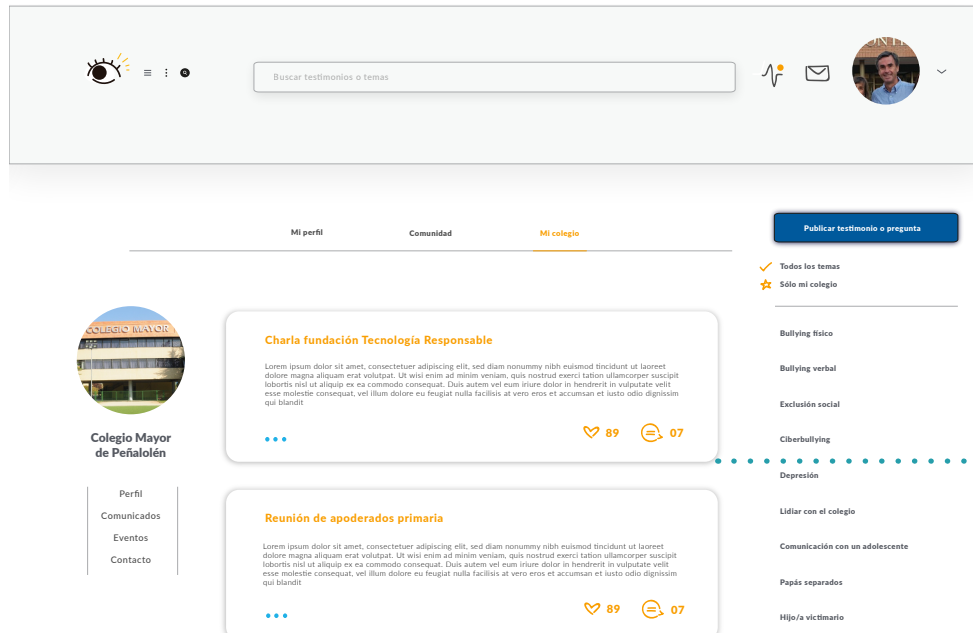 Buscar testimonios o temas
Mi perfil
Comunidad
Mi colegio
Publicar testimonio o pregunta
Todos los temas
Sólo mi colegio
Bullying físico
Bullying verbal
Exclusión social
Ciberbullying
Depresión
Lidiar con el colegio
Comunicación con un adolescente
Papás separados
Hijo/a victimario
COLEGIO MAYOR
Colegio Mayor
de Peñalolén
Perfil
Comunicados
Eventos
Contacto
Charla fundación Tecnología Responsable
Lorem ipsum dolor sit amet, consectetuer adipiscing elit, sed diam nonummy nibh euismod tincidunt ut laoreet
dolore magna aliquam erat volutpat. Ut wisi enim ad minim veniam, quis nostrud exerci tation ullamcorper suscipit
lobortis nisl ut aliquip ex ea commodo consequat. Duis autem vel eum iriure dolor in hendrerit in vulputate velit
esse molestie consequat, vel illum dolore eu feugiat nulla facilisis at vero eros et accumsan et iusto odio dignissim
qui blandit
89
07
Reunión de apoderados primaria
Lorem ipsum dolor sit amet, consectetuer adipiscing elit, sed diam nonummy nibh euismod tincidunt ut laoreet
dolore magna aliquam erat volutpat. Ut wisi enim ad minim veniam, quis nostrud exerci tation ullamcorper suscipit
lobortis nisl ut aliquip ex ea commodo consequat. Duis autem vel eum iriure dolor in hendrerit in vulputate velit
esse molestie consequat, vel illum dolore eu feugiat nulla facilisis at vero eros et accumsan et iusto odio dignissim
qui blandit
89
07